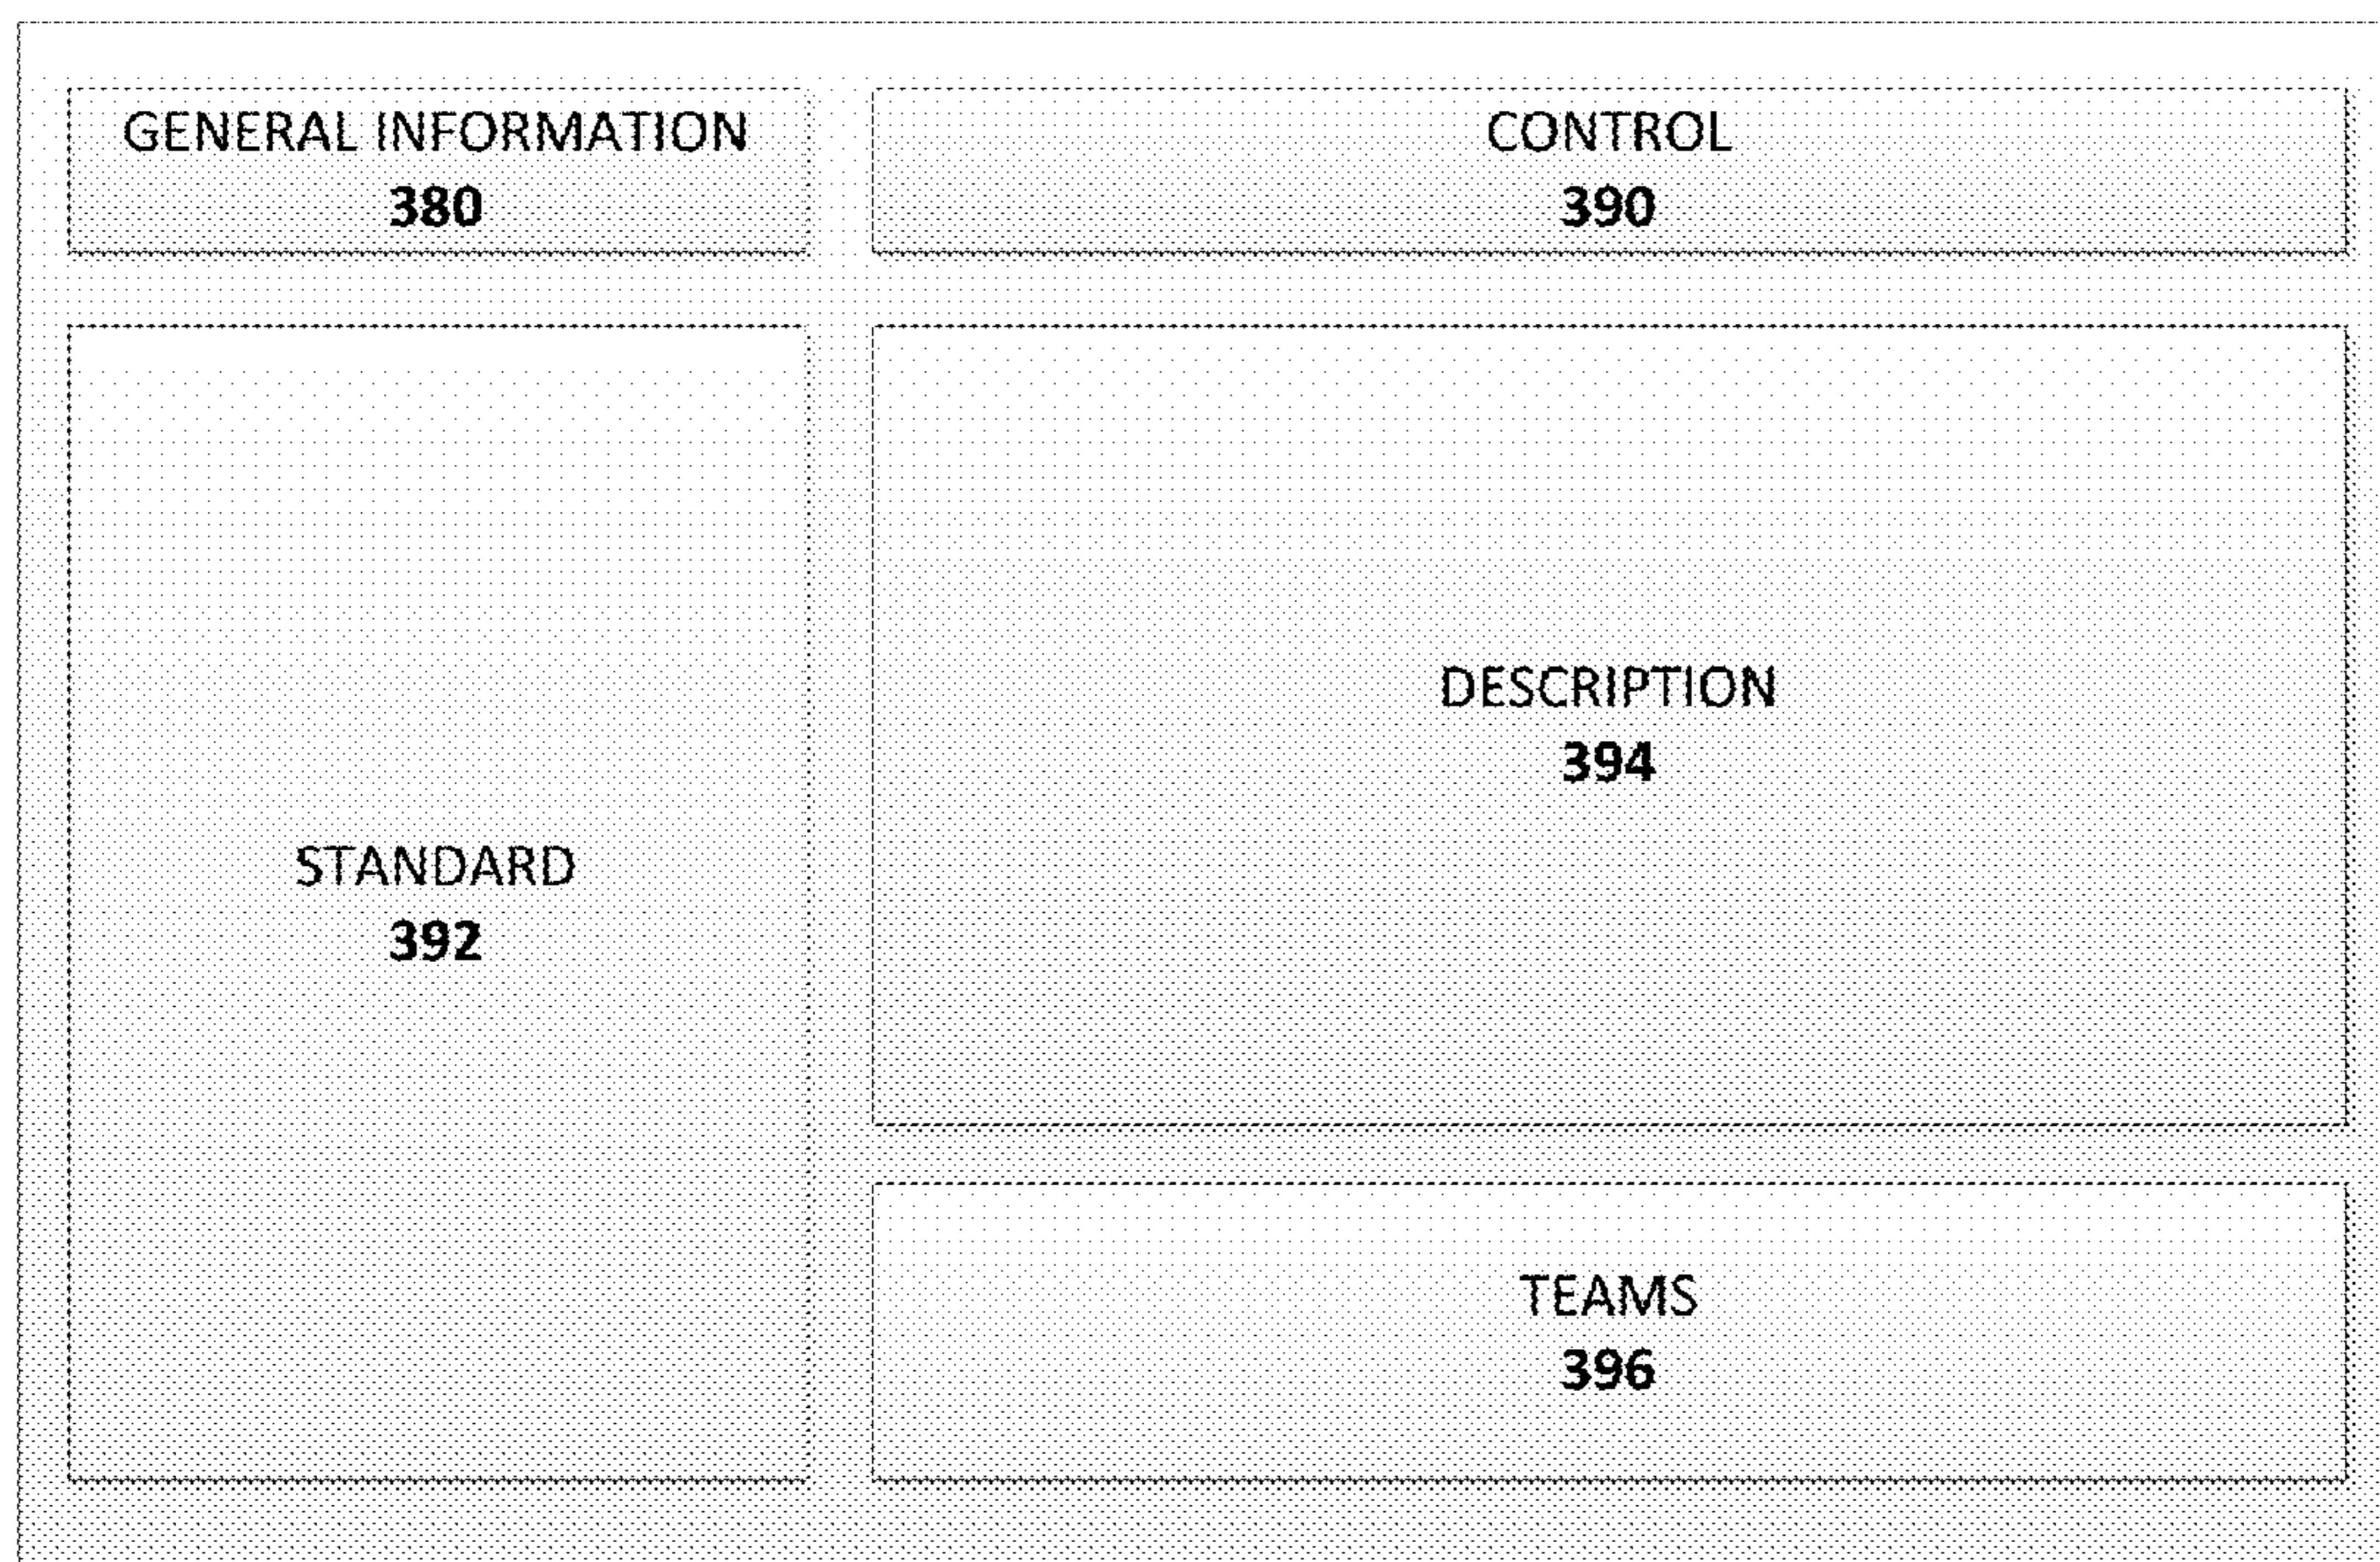 GENERAL INFORMATION
380
CONTROL
390
STANDARD
392
DESCRIPTION
394
TEAMS
396